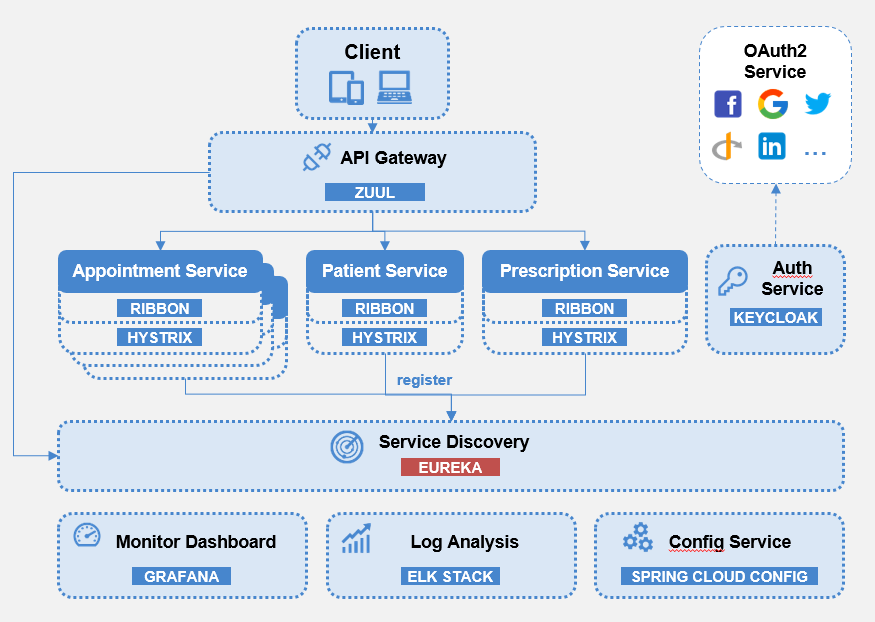 Client
OAuth2
Service
f
in
...
API Gateway
ZUUL
Appointment Service
RIBBON
HYSTRIX
Patient Service
RIBBON
HYSTRIX
Prescription Service
RIBBON
HYSTRIX
Auth
Service
KEYCLOAK
register
Service Discovery
EUREKA
Monitor Dashboard
GRAFANA
Log Analysis
ELK STACK
Config Service
SPRING CLOUD CONFIG